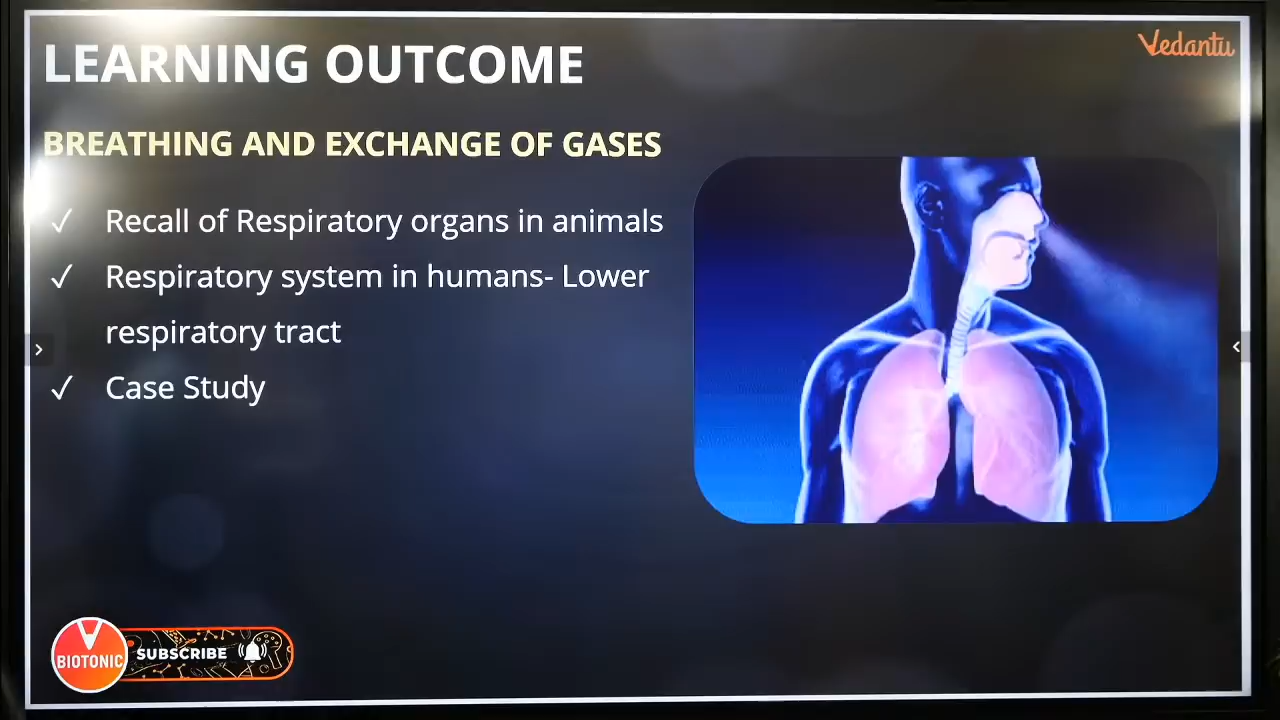 LEARNING OUTCOME
Vedantu
BREATHING AND EXCHANGE OF GASES
✓ Recall of Respiratory organs in animals
✓ Respiratory system in humans- Lower
respiratory tract
✓ Case Study
BIOTONIC
SUBSCRIBE